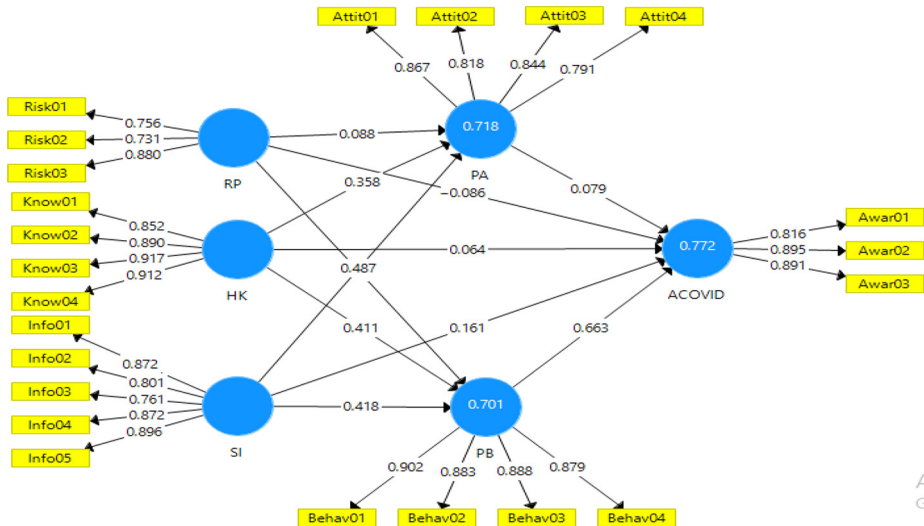 Attit01 Attit02 Attit03 Attit04
0.867 0.818 0.844 0.791
Risk01
Risk02
Risk03
0.756
0.731
0.880
RP
0.088
0.718
PA
0.358
-0.086
0.079
Know01
Know02
Know03
Know04
0.852
0.890
0.917
0.912
HK
0.064
0.487
0.411
0.772
ACOVID
0.816
0.895
0.891
Awar01
Awar02
Awar03
Info01
Info02
Info03
Info04
Info05
0.872
0.801
0.761
0.872
0.896
SI
0.161
0.418
0.663
0.701
PB
0.902 0.883 0.888 0.879
Behav01 Behav02 Behav03 Behav04